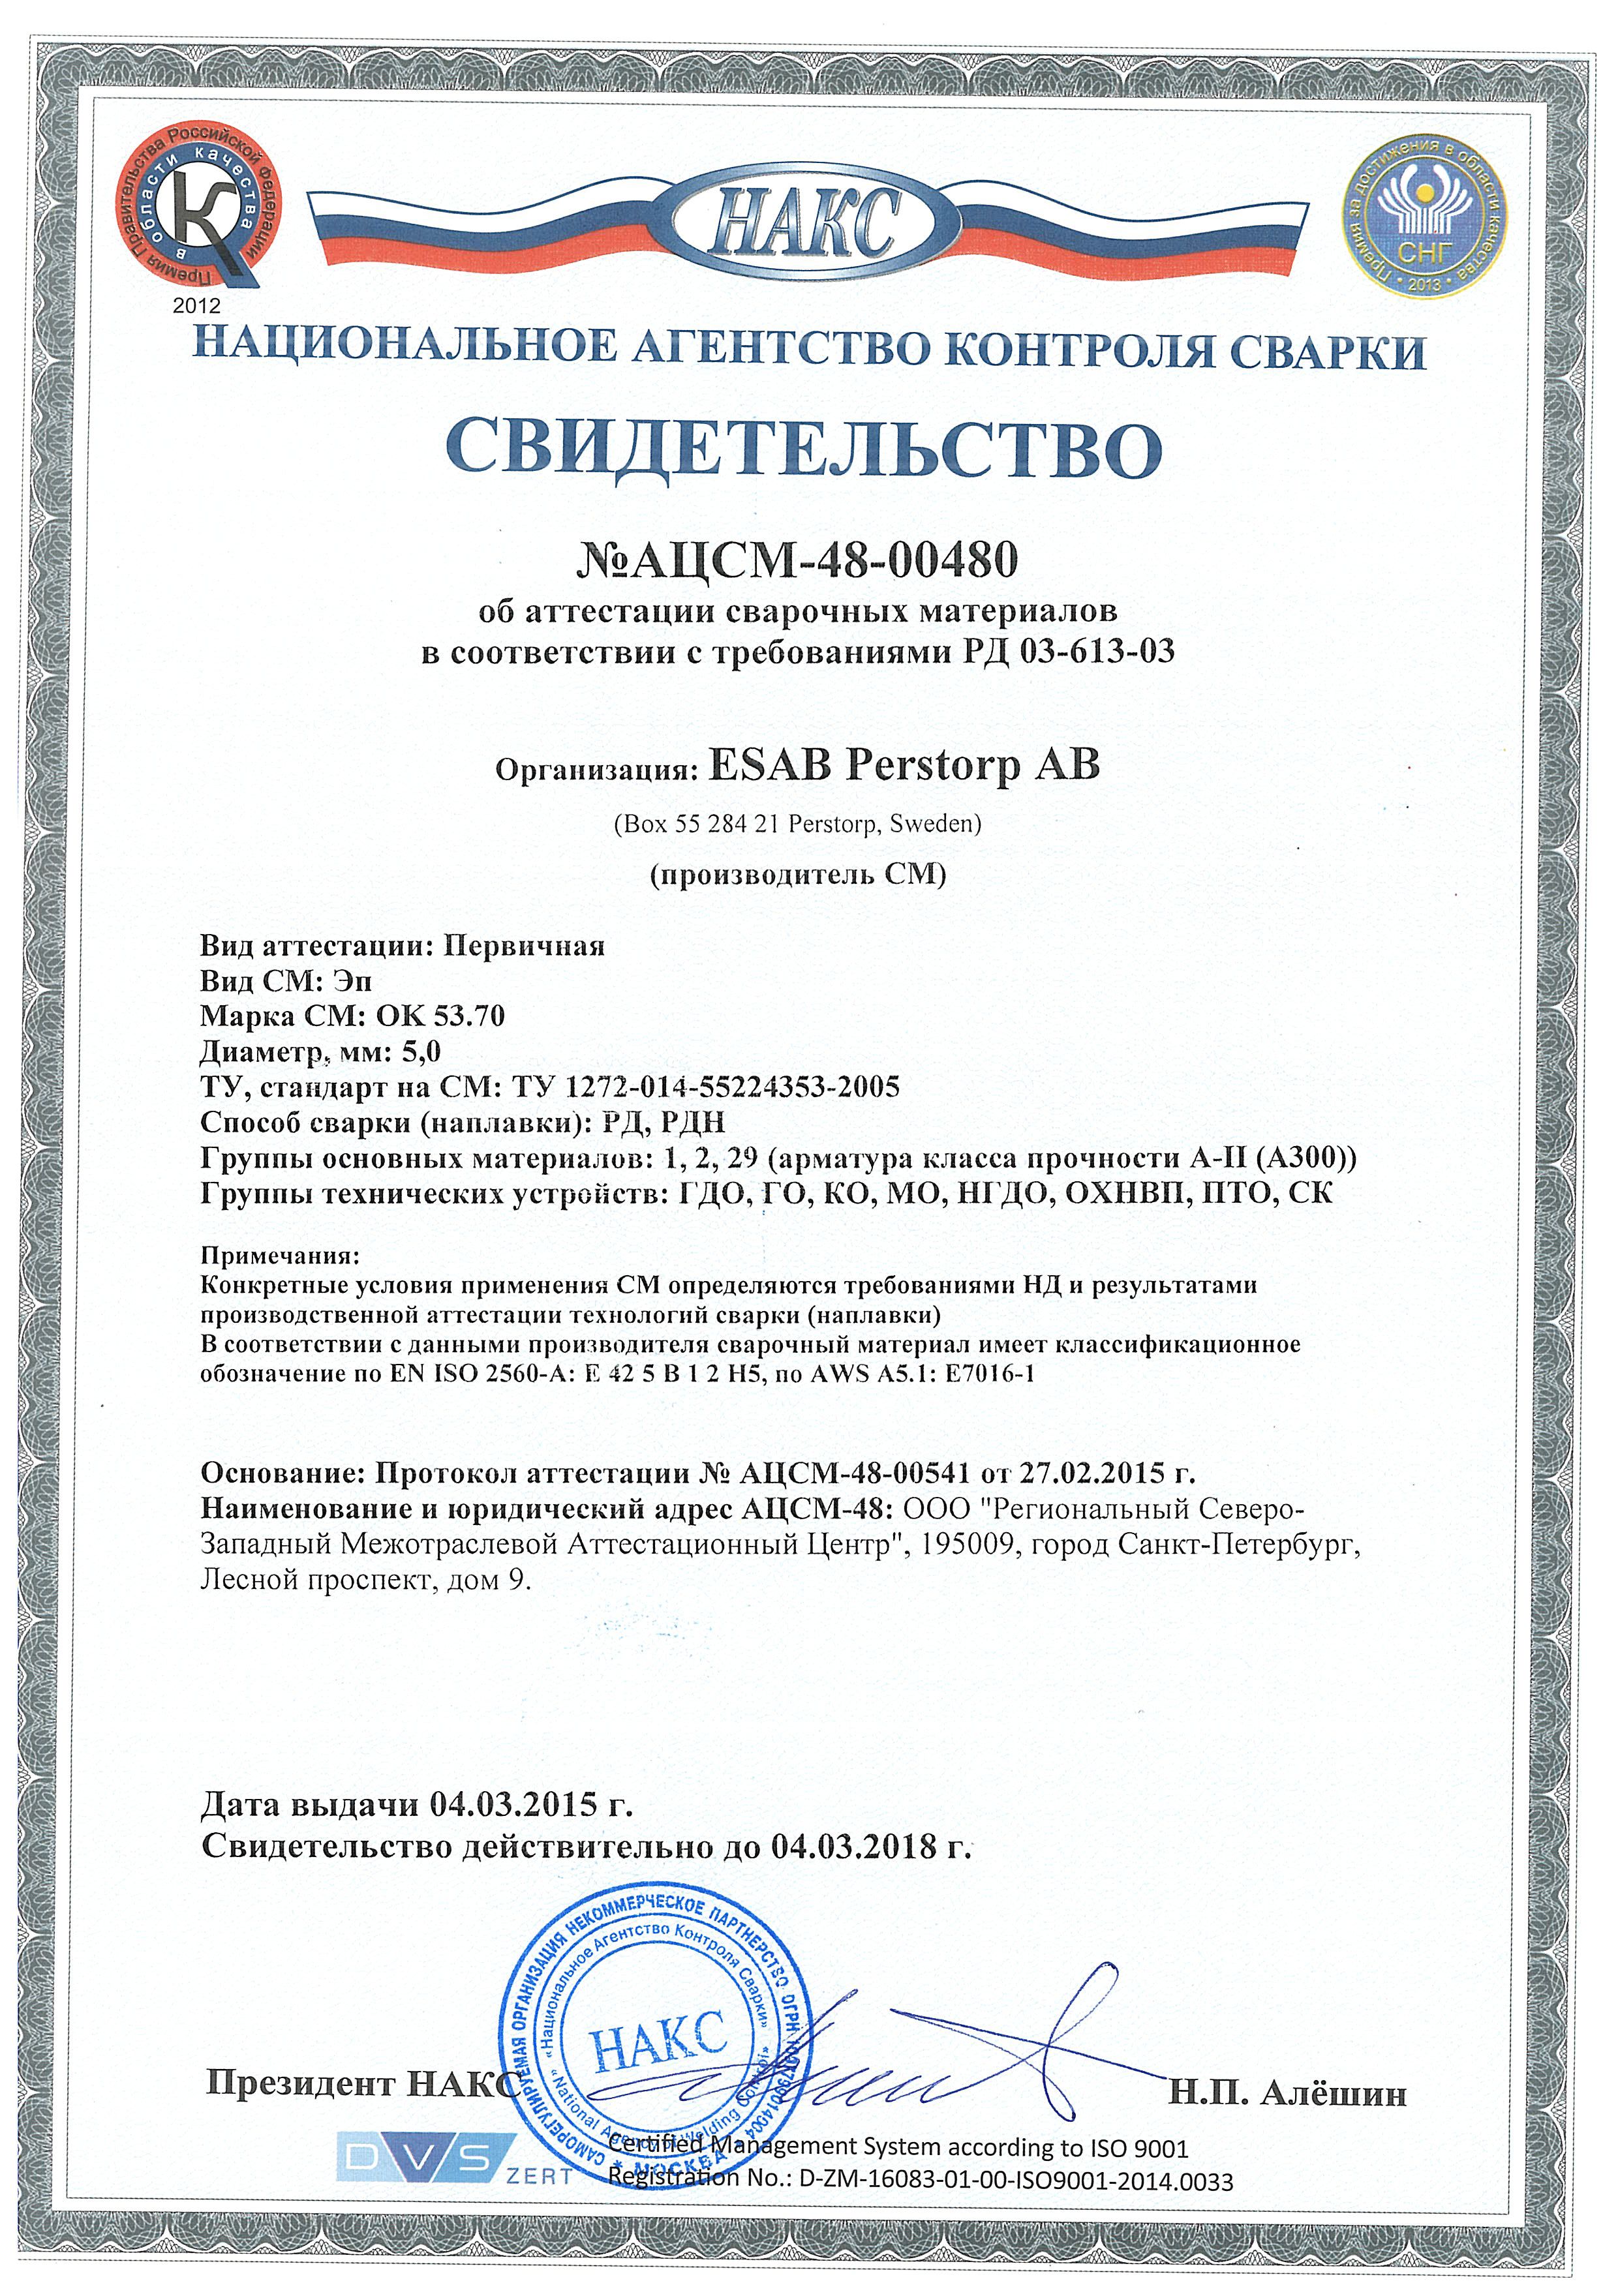 Премия Правительства Российской Федерации
в области качества
2012
НАКС
Премия за достижения в области качества
СНГ
2013
НАЦИОНАЛЬНОЕ АГЕНТСТВО КОНТРОЛЯ СВАРКИ
СВИДЕТЕЛЬСТВО
№АЦСМ-48-00480
об аттестации сварочных материалов
в соответствии с требованиями РД 03-613-03
Организация: ESAB Perstorp AB
(Box 55 284 21 Perstorp, Sweden)
(производитель СМ)
Вид аттестации: Первичная
Вид СМ: Эп
Марка СМ: OK 53.70
Диаметр, мм: 5,0
ТУ, стандарт на СМ: ТУ 1272-014-55224353-2005
Способ сварки (наплавки): РД, РДН
Группы основных материалов: 1, 2, 29 (арматура класса прочности А-II (А300))
Группы технических устройств: ГДО, ГО, КО, МО, НГДО, ОХНВП, ПТО, СК
Примечания:
Конкретные условия применения СМ определяются требованиями НД и результатами
производственной аттестации технологий сварки (наплавки)
В соответствии с данными производителя сварочный материал имеет классификационное
обозначение по EN ISO 2560-A: E 42 5 B 1 2 H5, по AWS A5.1: E7016-1
Основание: Протокол аттестации № АЦСМ-48-00541 от 27.02.2015 г.
Наименование и юридический адрес АЦСМ-48: ООО "Региональный Северо-
Западный Межотраслевой Аттестационный Центр", 195009, город Санкт-Петербург,
Лесной проспект, дом 9.
Дата выдачи 04.03.2015 г.
Свидетельство действительно до 04.03.2018 г.
САМОРЕГУЛИРУЕМАЯ ОРГАНИЗАЦИЯ НЕКОММЕРЧЕСКОЕ ПАРТНЕРСТВО ОГРН
«Национальное Агентство Контроля Сварки»
НАКС
«National Agency of Welding Control»
МОСКВА
Президент НАКС
Н.П. Алёшин
DVS ZERT
Certified Management System according to ISO 9001
Registration No.: D-ZM-16083-01-00-ISO9001-2014.0033